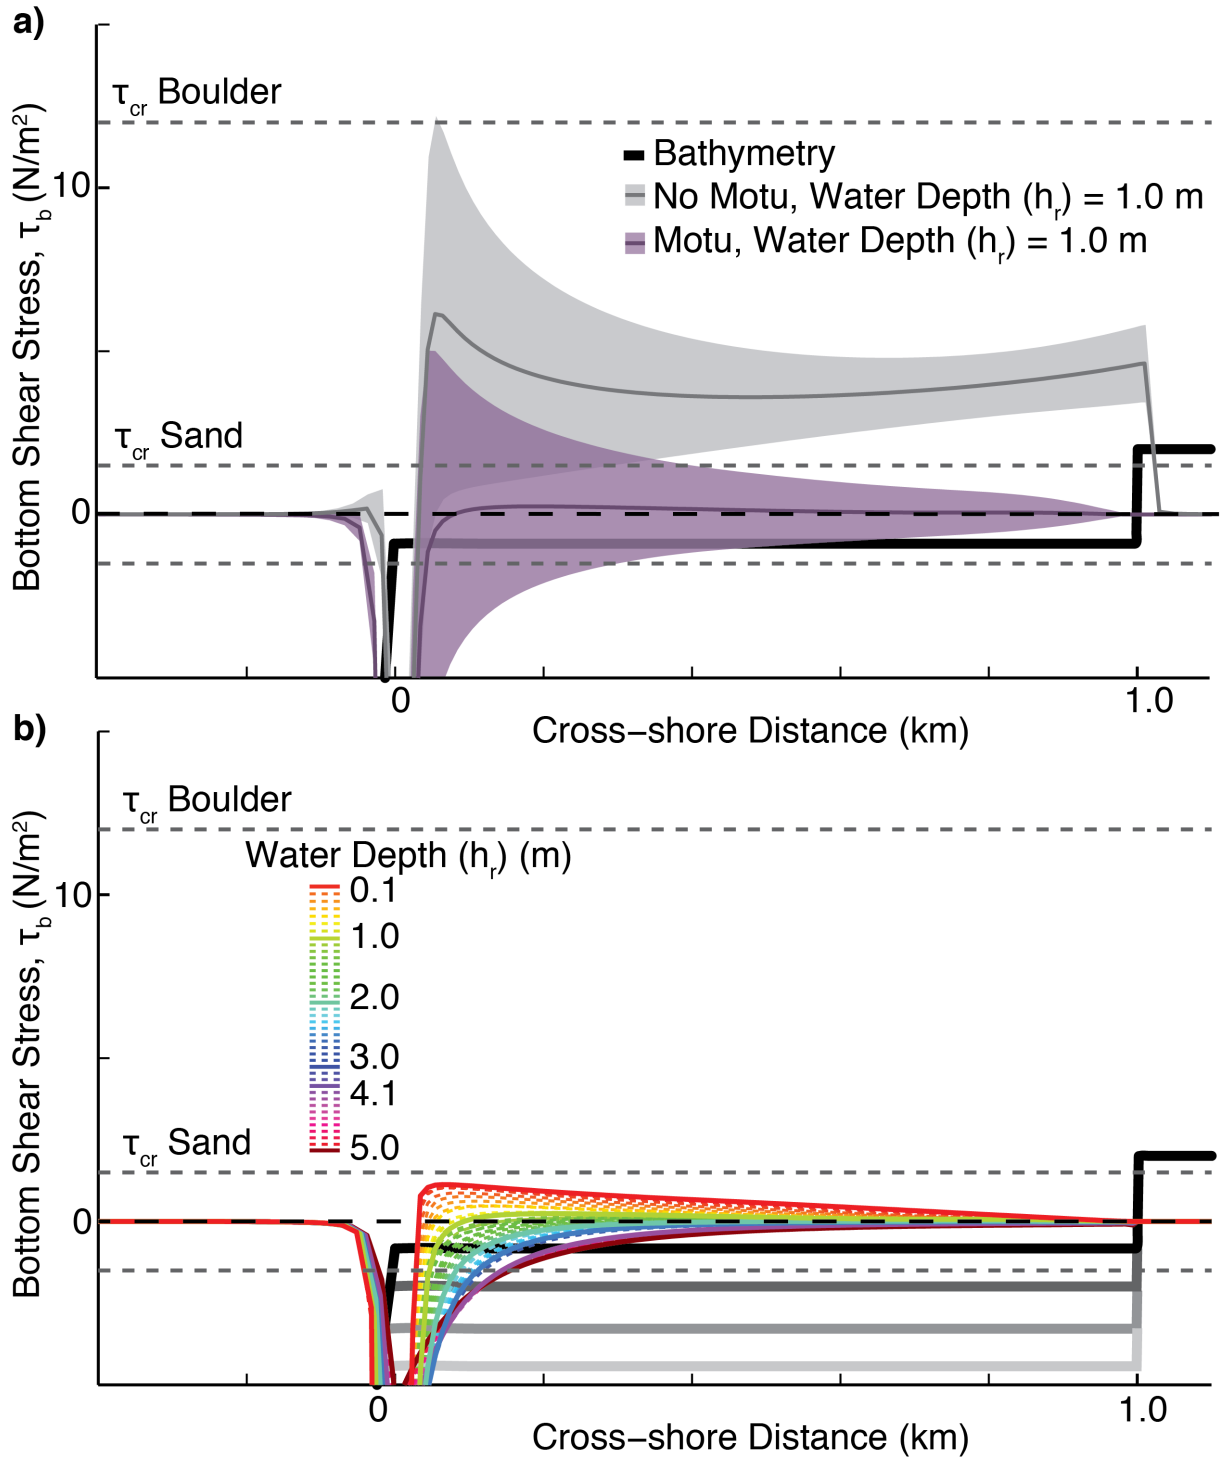 a)
τcr Boulder
Bathymetry
No Motu, Water Depth (hr) = 1.0 m
Motu, Water Depth (hr) = 1.0 m
10
τcr Sand
0
Bottom Shear Stress, τb (N/m²)
0 1.0
Cross−shore Distance (km)
b)
τcr Boulder
Water Depth (hr) (m)
0.1
10
1.0
2.0
3.0
4.1
τcr Sand
5.0
0
Bottom Shear Stress, τb (N/m²)
0 1.0
Cross−shore Distance (km)